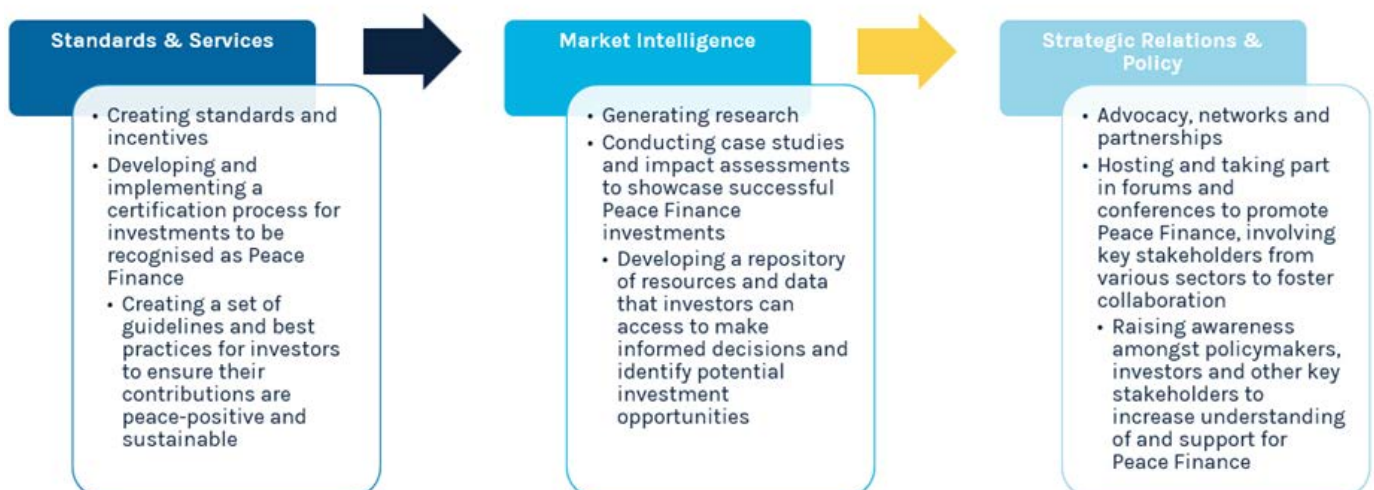 Standards & Services
• Creating standards and
incentives
• Developing and
implementing a
certification process for
investments to be
recognised as Peace
Finance
• Creating a set of
guidelines and best
practices for investors
to ensure their
contributions are
peace-positive and
sustainable
Market Intelligence
• Generating research
• Conducting case studies
and impact assessments
to showcase successful
Peace Finance
investments
• Developing a repository
of resources and data
that investors can
access to make
informed decisions and
identify potential
investment
opportunities
Strategic Relations &
Policy
• Advocacy, networks and
partnerships
• Hosting and taking part
in forums and
conferences to promote
Peace Finance, involving
key stakeholders from
various sectors to foster
collaboration
• Raising awareness
amongst policymakers,
investors and other key
stakeholders to
increase understanding
of and support for
Peace Finance